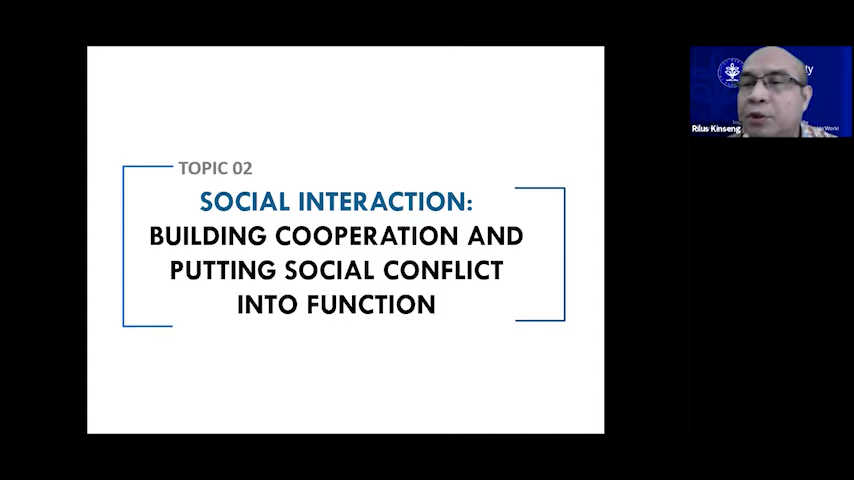 TOPIC 02
SOCIAL INTERACTION:
BUILDING COOPERATION AND
PUTTING SOCIAL CONFLICT
INTO FUNCTION
Rilus Kinseng